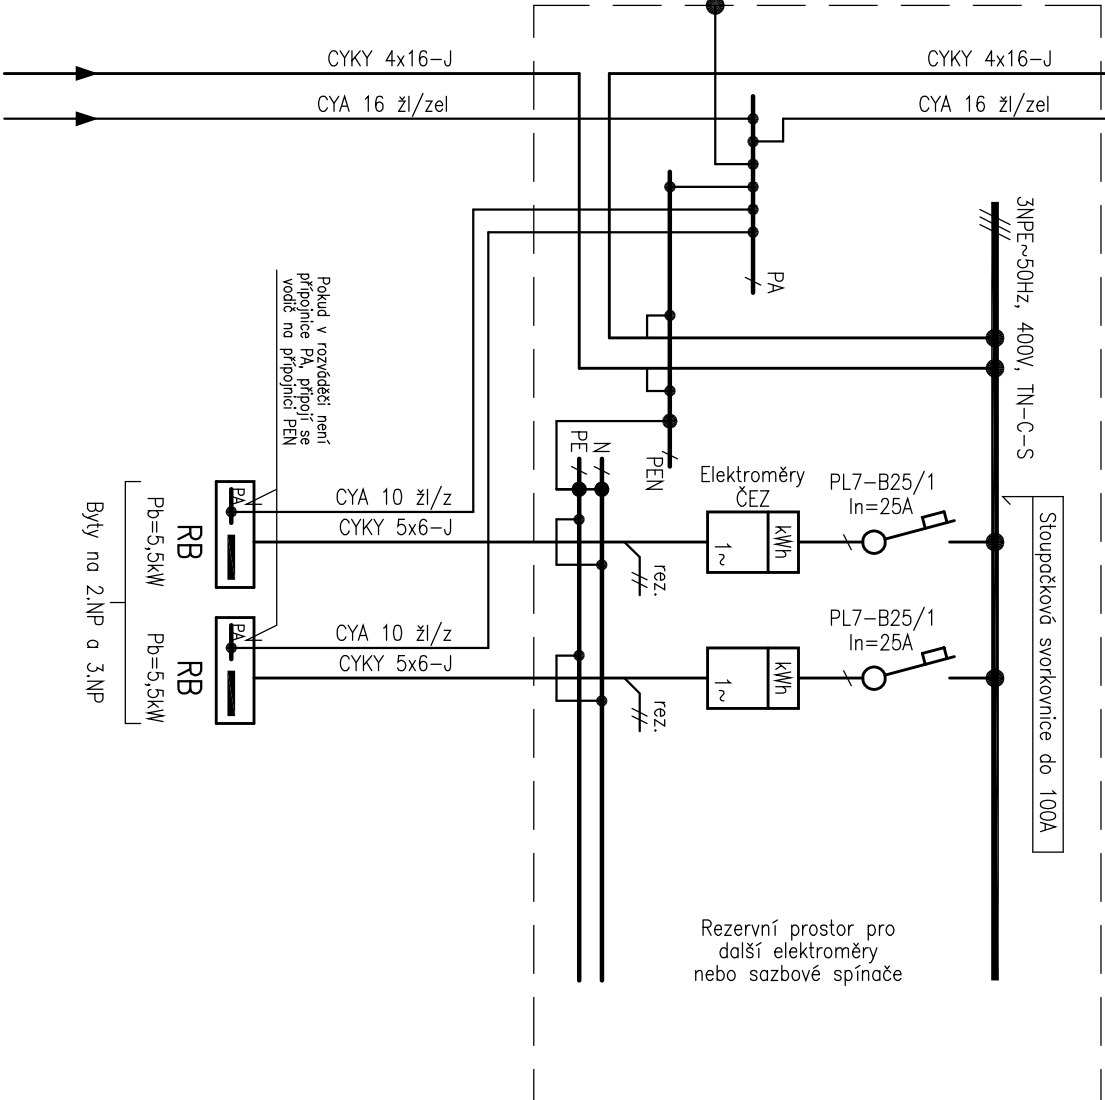 CYKY 4x16-J
CYKY 4x16-J
CYA 16 žl/zel
CYA 16 žl/zel
3NPE~50Hz, 400V, TN-C-S
PA
Pokud v rozváděči není
přípojnice PA, připojí se
vodič na přípojnici PEN
PE
N
PEN
Elektroměry
ČEZ
PL7-B25/1
In=25A
Stoupačková svorkovnice do 100A
PA
CYA 10 žl/z
CYKY 5x6-J
RB
Pb=5,5kW
kWh
1~
rez.
Byty na 2.NP a 3.NP
PL7-B25/1
In=25A
PA
CYA 10 žl/z
CYKY 5x6-J
RB
Pb=5,5kW
kWh
1~
rez.
Rezervní prostor pro
další elektroměry
nebo sazbové spínače